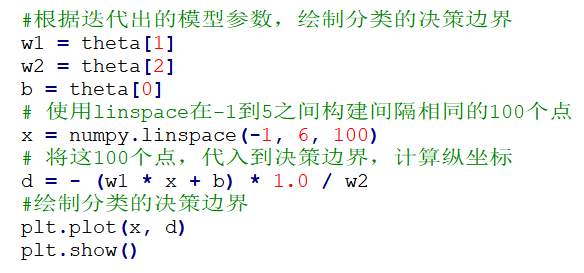 #根据迭代出的模型参数，绘制分类的决策边界
w1 = theta[1]
w2 = theta[2]
b = theta[0]
# 使用linspace在-1到5之间构建间隔相同的100个点
x = numpy.linspace(-1, 6, 100)
# 将这100个点，代入到决策边界，计算纵坐标
d = - (w1 * x + b) * 1.0 / w2
#绘制分类的决策边界
plt.plot(x, d)
plt.show()